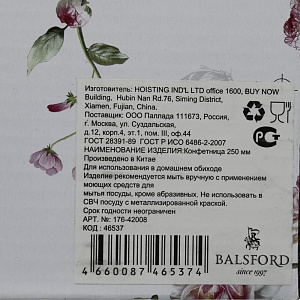 Изготовитель: HOISTING IND'L LTD office 1600, BUY NOW
Building, Hubin Nan Rd.76, Siming District,
Xiamen, Fujian, China.
Поставщик: ООО Паллада 111673, Россия,
г. Москва, ул. Суздальская,
д.12, корп.4, эт.1, пом. III, оф.44
ГОСТ 28391-89 ГОСТ Р ИСО 6486-2-2007
НАИМЕНОВАНИЕ ИЗДЕЛИЯ:Конфетница 250 мм
Произведено в Китае
Для использования в домашнем обиходе
Изделие рекомендуется мыть вручную с применением
моющих средств для
мытья посуды, кроме абразивных. Не использовать в
СВЧ посуду с металлизированной краской.
Срок годности неограничен
Арт.: 176-42008
Код : 46537
4 660087 465374
BALSFORD
since 1997